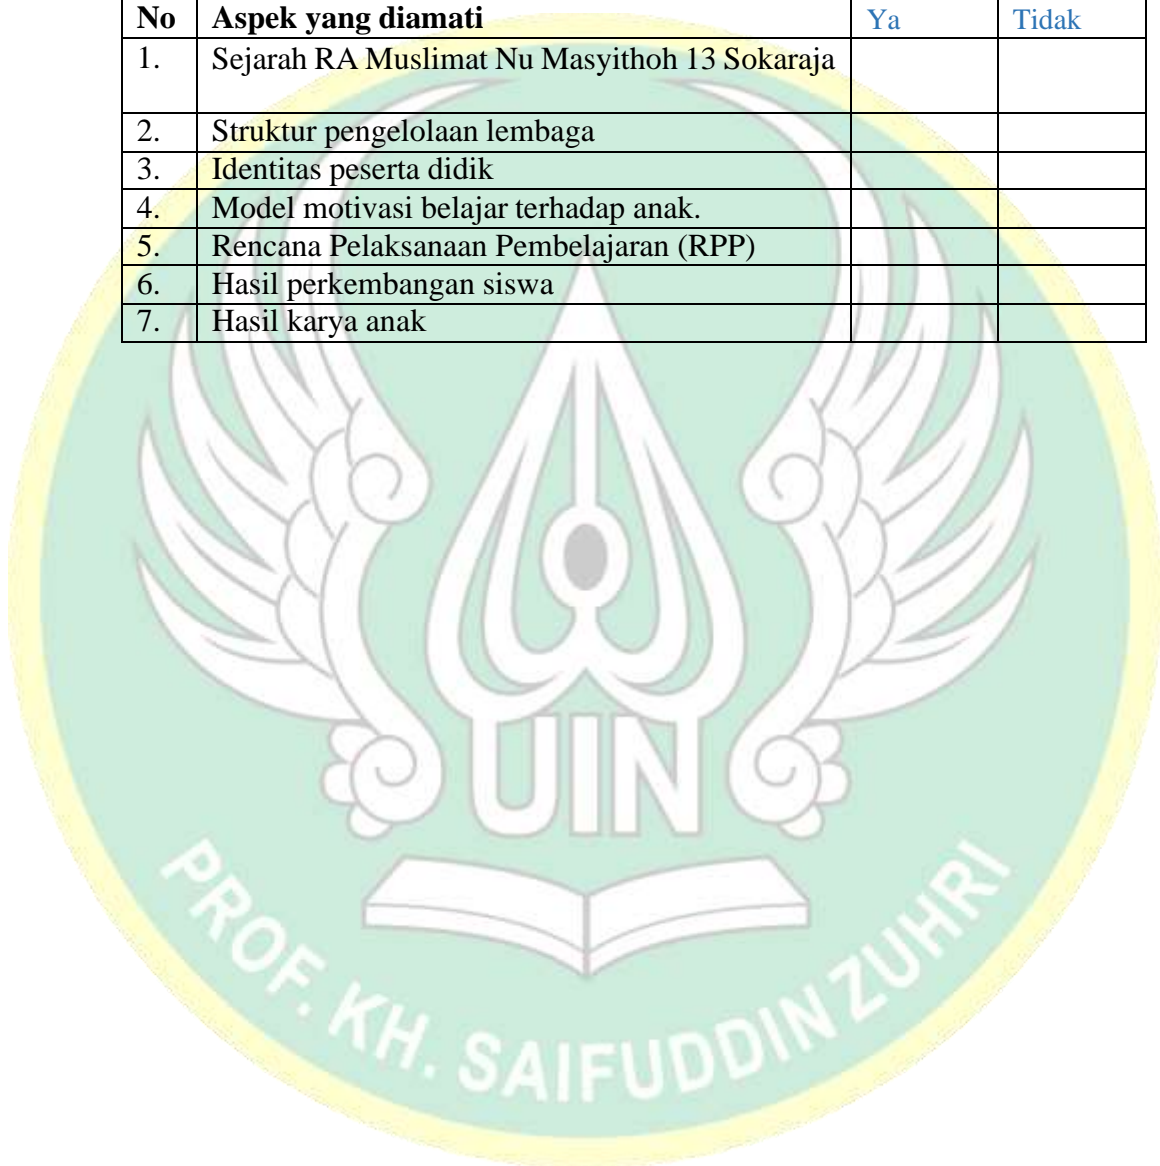 No Aspek yang diamati Ya Tidak
1. Sejarah RA Muslimat Nu Masyithoh 13 Sokaraja
2. Struktur pengelolaan lembaga
3. Identitas peserta didik
4. Model motivasi belajar terhadap anak.
5. Rencana Pelaksanaan Pembelajaran (RPP)
6. Hasil perkembangan siswa
7. Hasil karya anak
UIN
PROF. KH. SAIFUDDIN ZUHRI